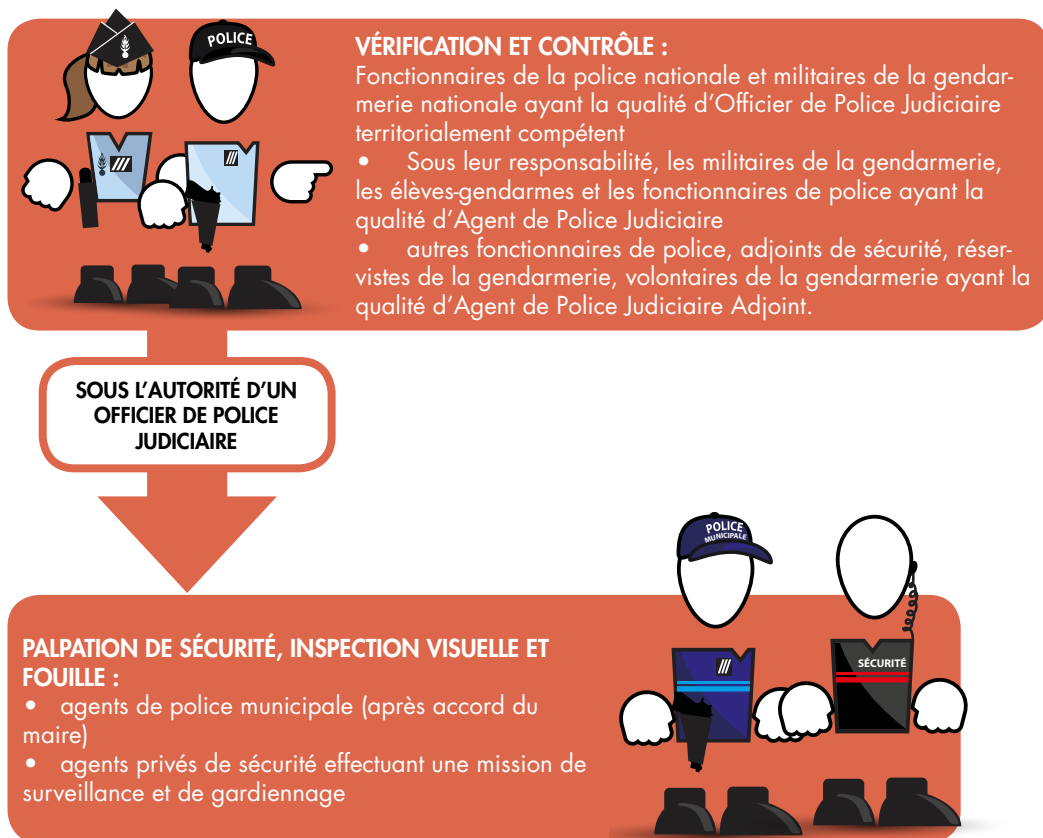 POLICE
VÉRIFICATION ET CONTRÔLE :
Fonctionnaires de la police nationale et militaires de la gendar-
merie nationale ayant la qualité d'Officier de Police Judiciaire
territorialement compétent
• Sous leur responsabilité, les militaires de la gendarmerie,
les élèves-gendarmes et les fonctionnaires de police ayant la
qualité d'Agent de Police Judiciaire
• autres fonctionnaires de police, adjoints de sécurité, réser-
vistes de la gendarmerie, volontaires de la gendarmerie ayant la
qualité d'Agent de Police Judiciaire Adjoint.
SOUS L'AUTORITÉ D'UN
OFFICIER DE POLICE
JUDICIAIRE
POLICE
MUNICIPALE
SÉCURITÉ
PALPATION DE SÉCURITÉ, INSPECTION VISUELLE ET
FOUILLE :
• agents de police municipale (après accord du
maire)
• agents privés de sécurité effectuant une mission de
surveillance et de gardiennage